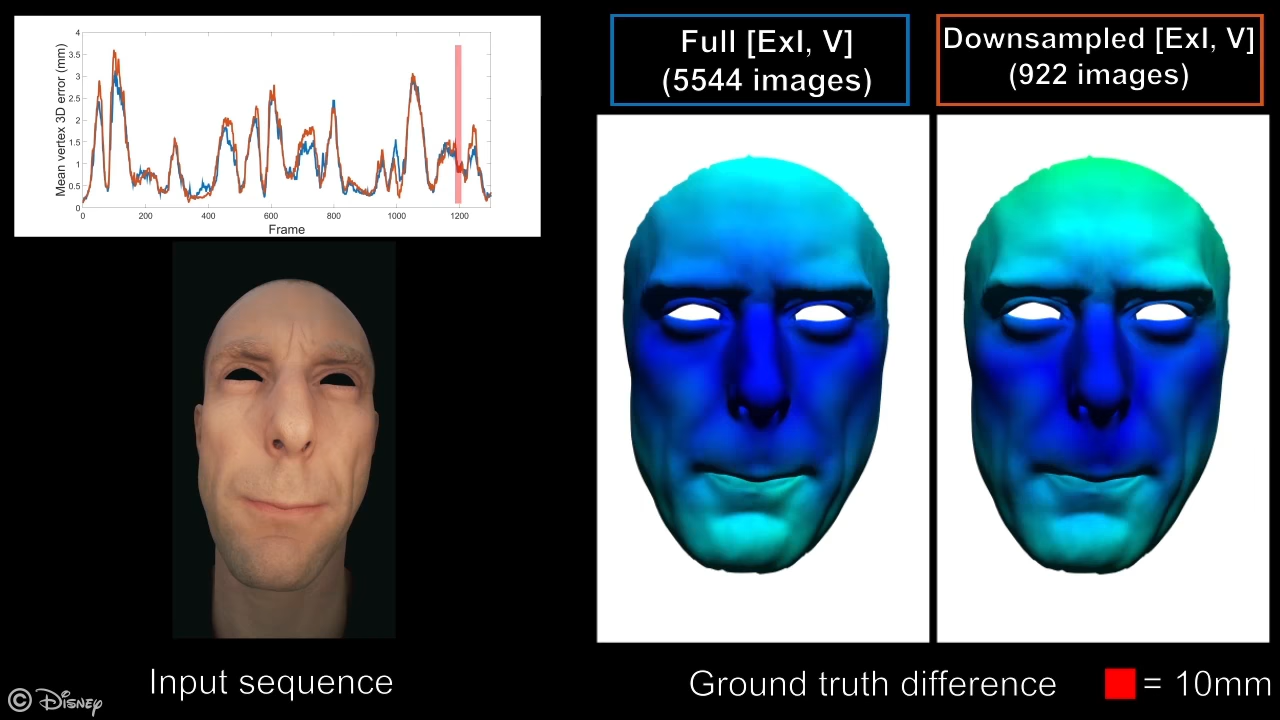 4
3.5
3
2.5
2
1.5
1
0.5
0
Mean vertex 3D error (mm)
0 200 400 600 800 1000 1200
Frame
Full [ExI, V]
(5544 images)
Downsampled [ExI, V]
(922 images)
Input sequence
Ground truth difference
= 10mm
© Disney